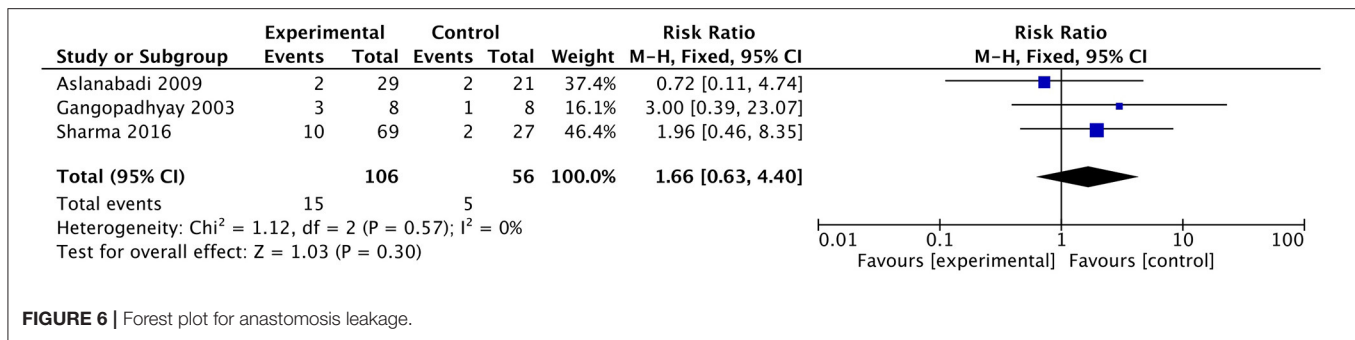 Experimental Control Risk Ratio Risk Ratio
Study or Subgroup Events Total Events Total Weight M-H, Fixed, 95% CI M-H, Fixed, 95% CI
Aslanabadi 2009 2 29 2 21 37.4% 0.72 [0.11, 4.74]
Gangopadhyay 2003 3 8 1 8 16.1% 3.00 [0.39, 23.07]
Sharma 2016 10 69 2 27 46.4% 1.96 [0.46, 8.35]
Total (95% CI) 106 56 100.0% 1.66 [0.63, 4.40]
Total events 15 5
Heterogeneity: Chi² = 1.12, df = 2 (P = 0.57); I² = 0%
Test for overall effect: Z = 1.03 (P = 0.30)
0.01 0.1 1 10 100
Favours [experimental] Favours [control]
FIGURE 6 | Forest plot for anastomosis leakage.